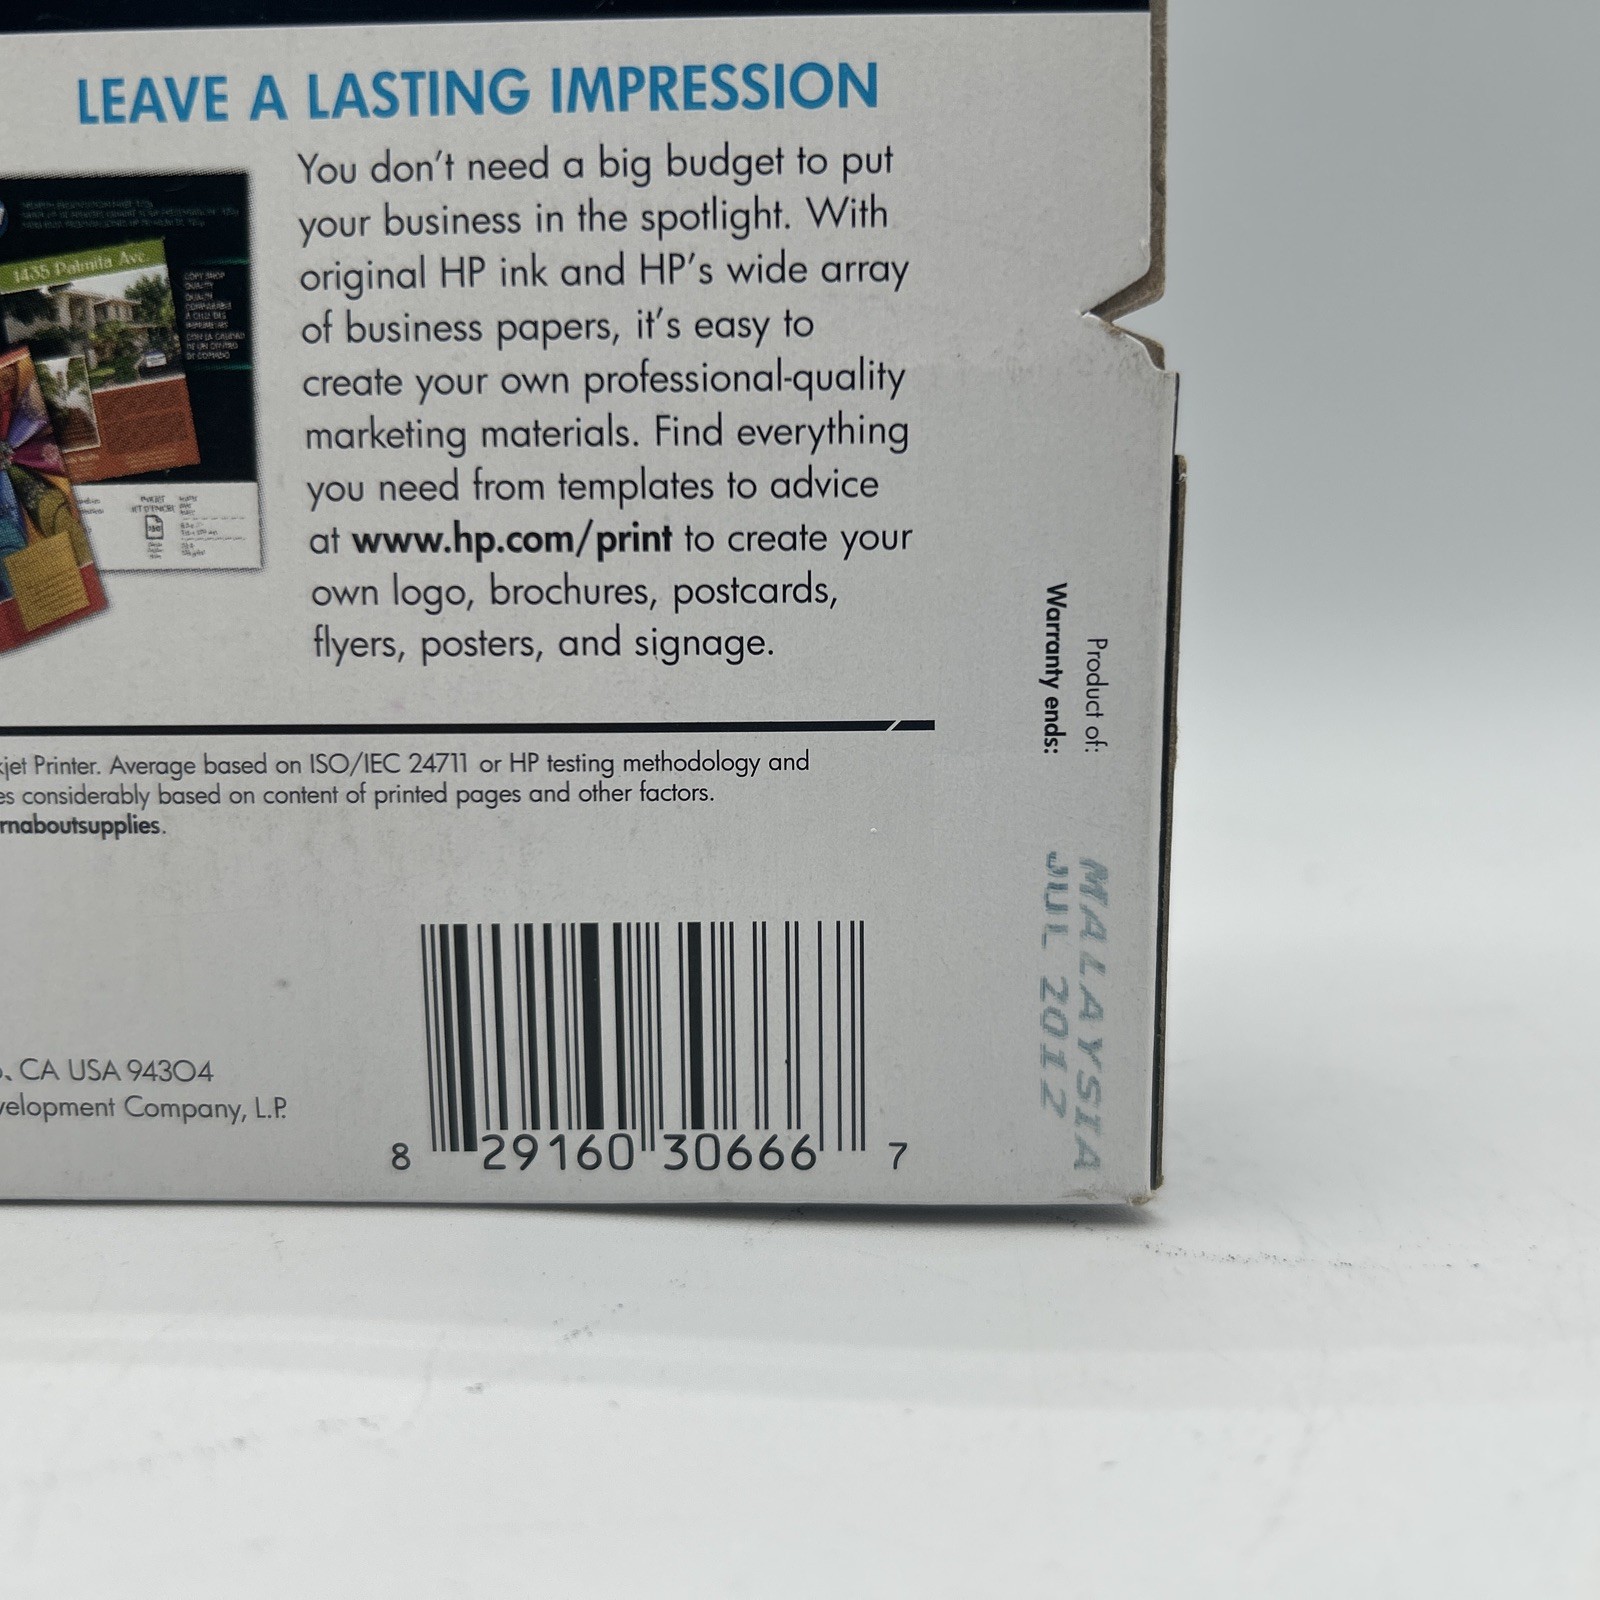 LEAVE A LASTING IMPRESSION
You don't need a big budget to put
your business in the spotlight. With
original HP ink and HP's wide array
of business papers, it's easy to
create your own professional-quality
marketing materials. Find everything
you need from templates to advice
at www.hp.com/print to create your
own logo, brochures, postcards,
flyers, posters, and signage.
1435 Palmita Ave.
kjet Printer. Average based on ISO/IEC 24711 or HP testing methodology and
es considerably based on content of printed pages and other factors.
rnaboutsupplies.
CA USA 94304
velopment Company, L.P.
8 29160 30666 7
Product of: MALAYSIA
Warranty ends: JUL 2012